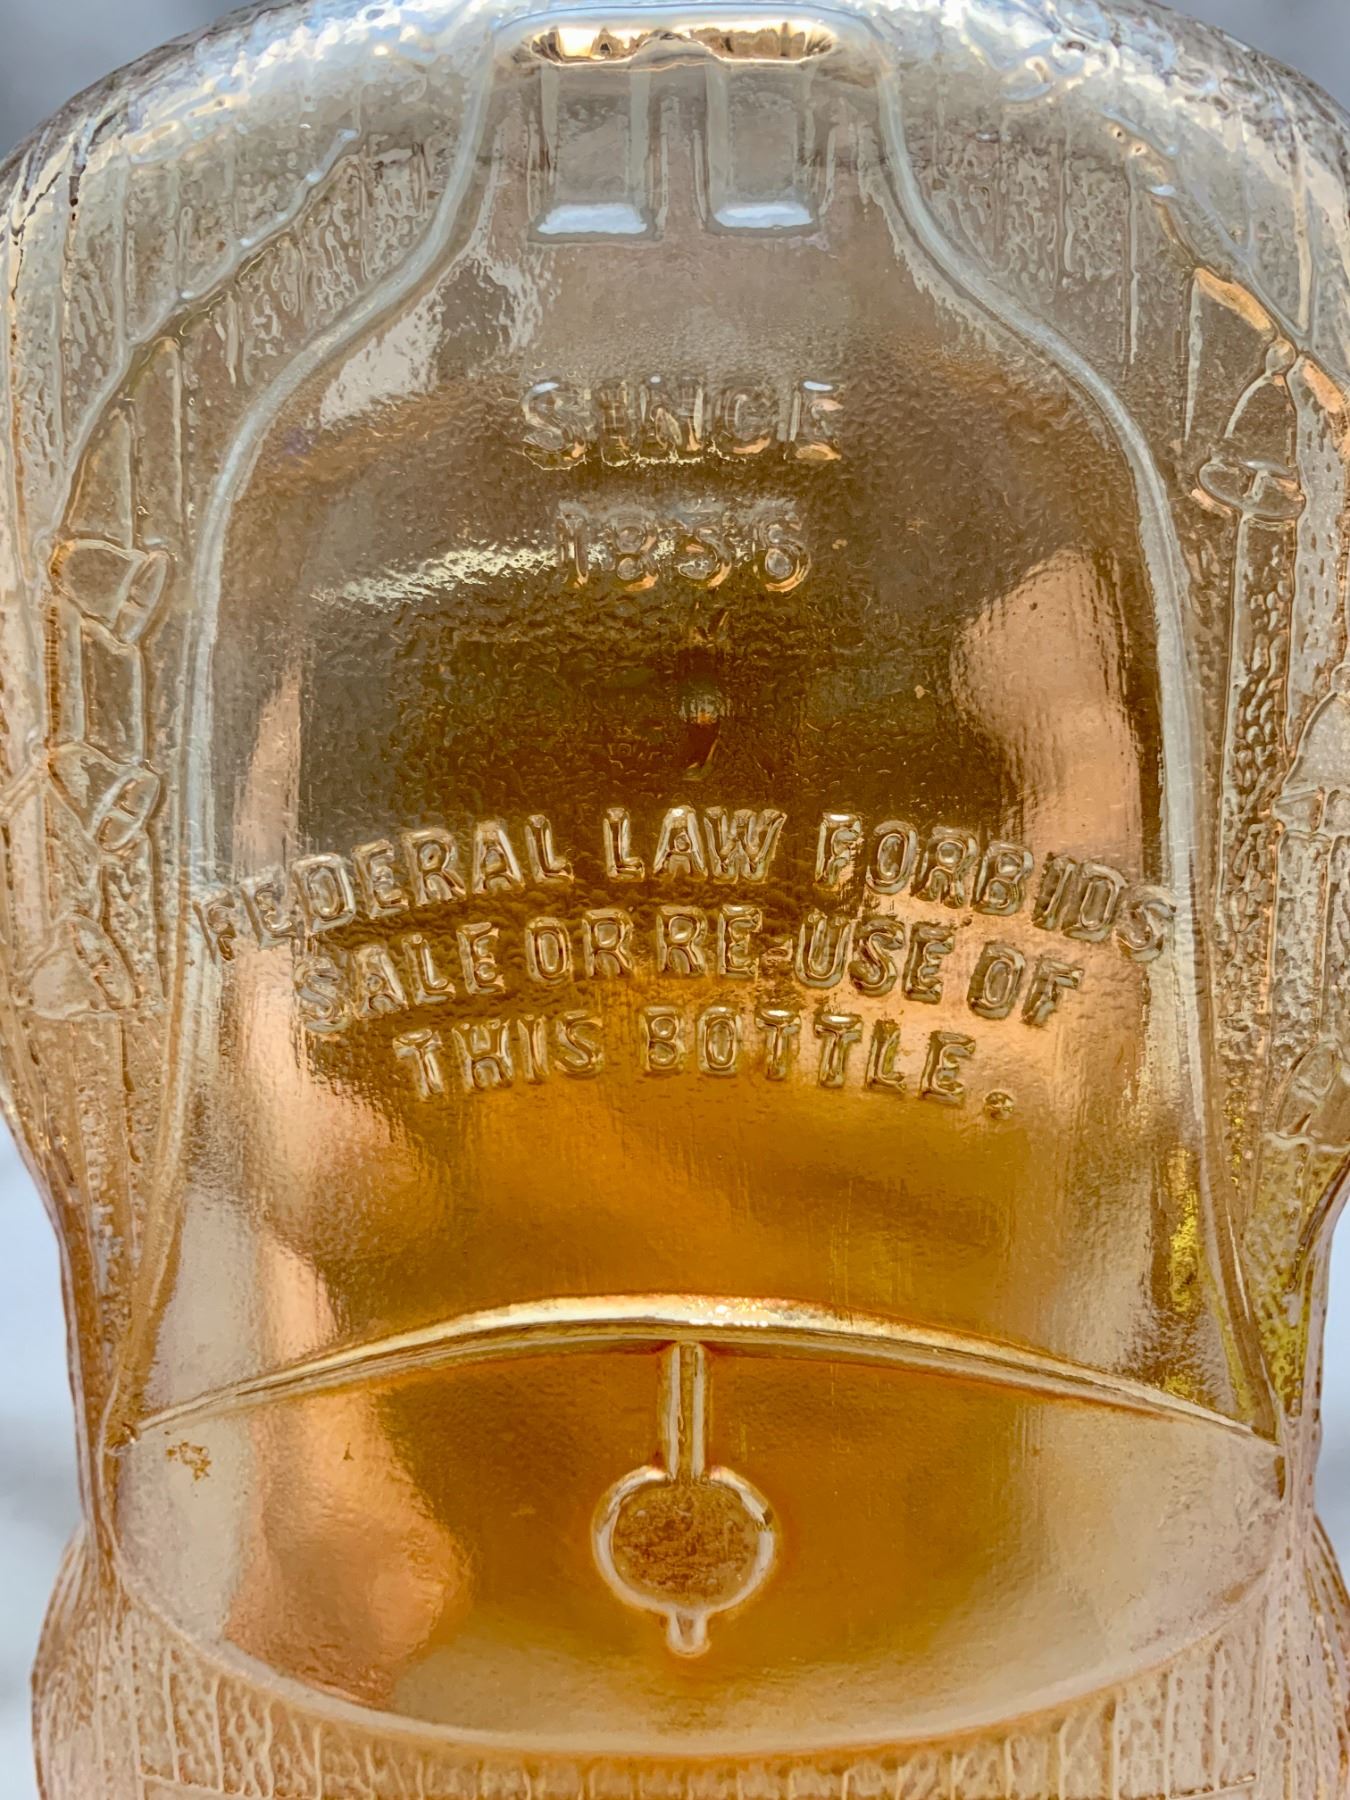 SINCE
1856
FEDERAL LAW FORBIDS
SALE OR RE-USE OF
THIS BOTTLE.